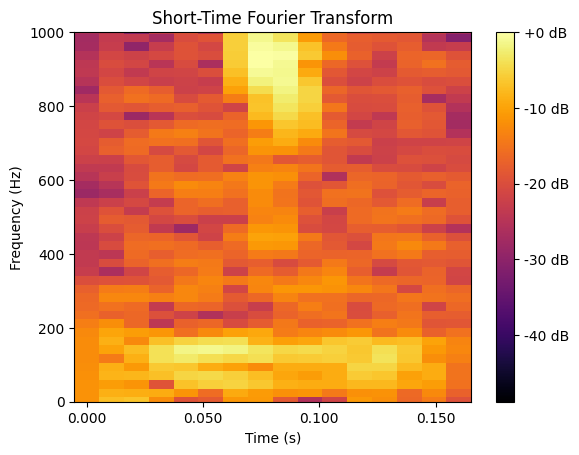 Short-Time Fourier Transform
1000
800
600
400
200
0
Frequency (Hz)
0.000
0.050
0.100
0.150
Time (s)
+0 dB
-10 dB
-20 dB
-30 dB
-40 dB